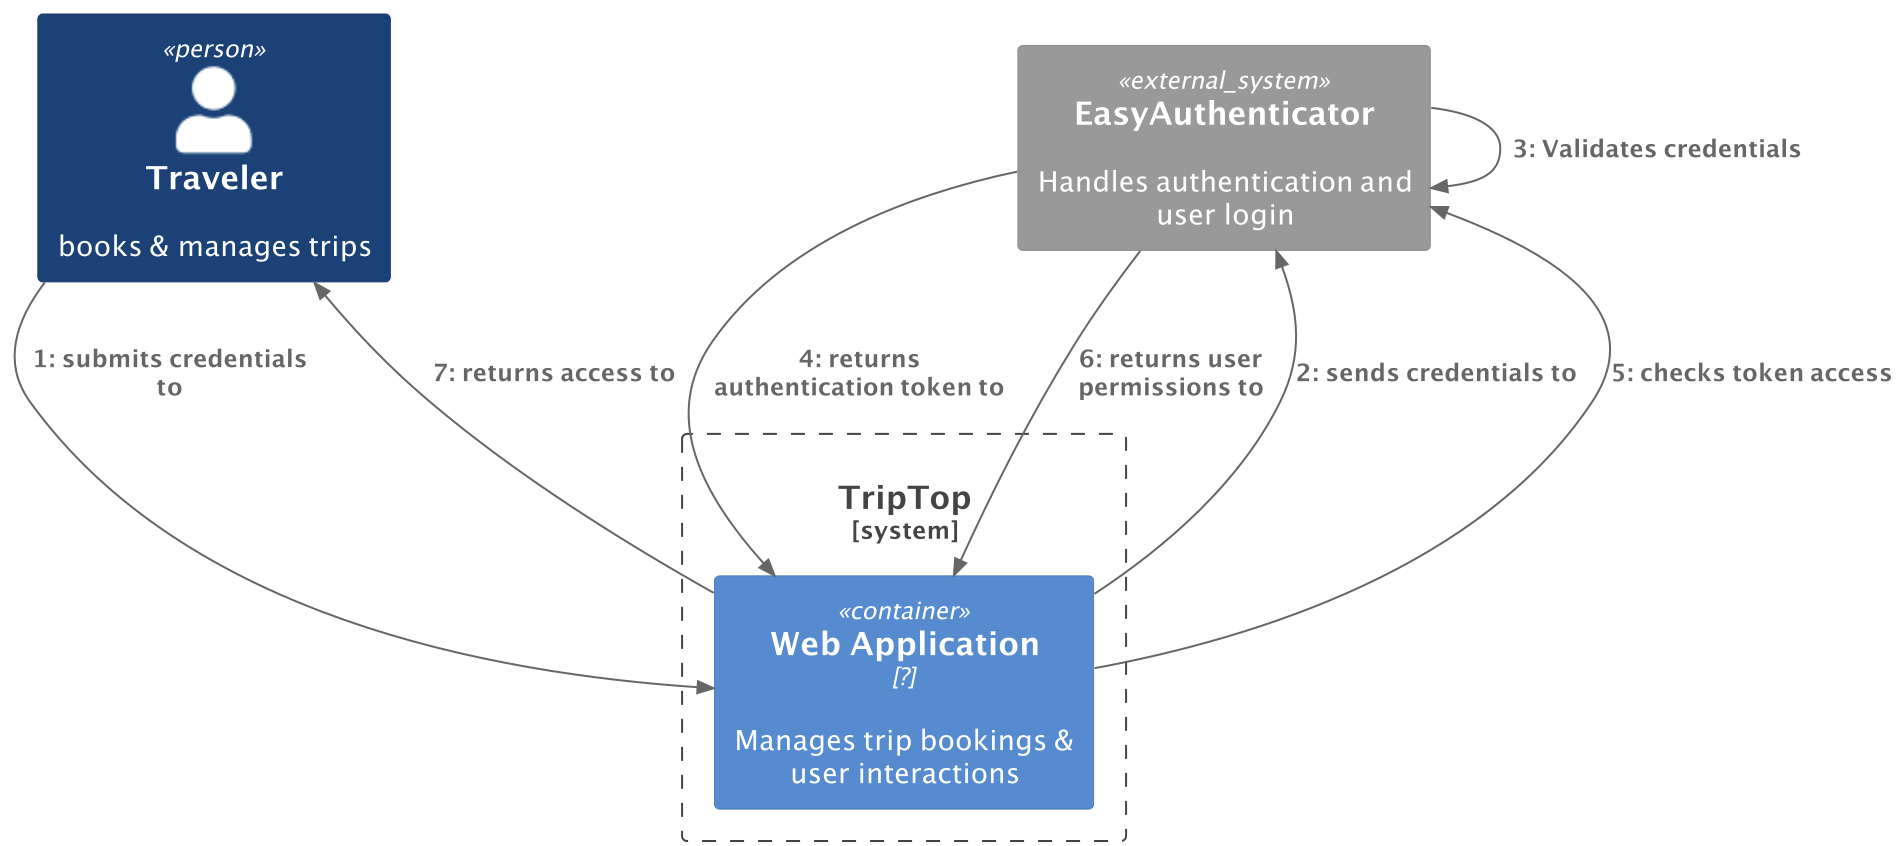 «person»
Traveler
books & manages trips
«external_system»
EasyAuthenticator
Handles authentication and
user login
3: Validates credentials
1: submits credentials
to
7: returns access to
4: returns
authentication token to
6: returns user
permissions to
2: sends credentials to
5: checks token access
TripTop
[system]
«container»
Web Application
[?]
Manages trip bookings &
user interactions